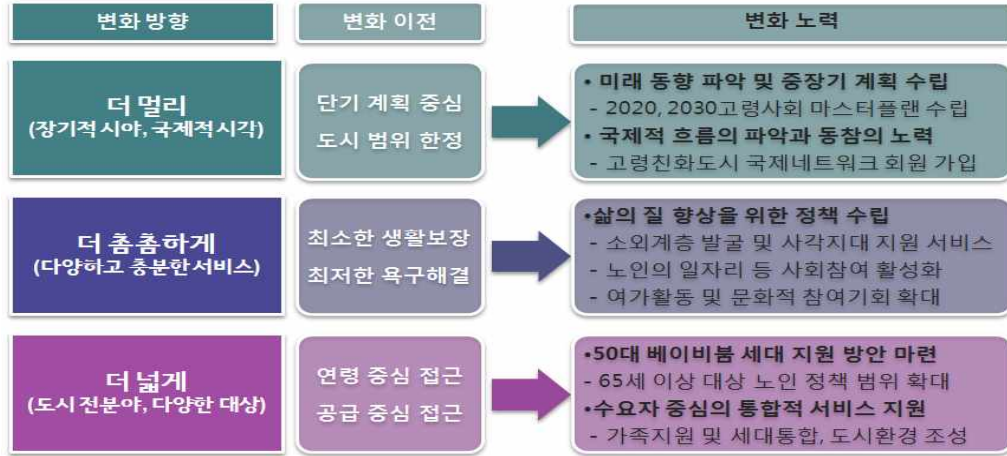 변화 방향
변화 이전
변화 노력
더 멀리
(장기적 시야, 국제적 시각)
단기 계획 중심
도시 범위 한정
• 미래 동향 파악 및 중장기 계획 수립
- 2020, 2030고령사회 마스터플랜 수립
• 국제적 흐름의 파악과 동참의 노력
- 고령친화도시 국제네트워크 회원 가입
더 촘촘하게
(다양하고 충분한 서비스)
최소한 생활보장
최저한 욕구해결
•삶의 질 향상을 위한 정책 수립
- 소외계층 발굴 및 사각지대 지원 서비스
- 노인의 일자리 등 사회참여 활성화
- 여가활동 및 문화적 참여기회 확대
더 넓게
(도시 전분야, 다양한 대상)
연령 중심 접근
공급 중심 접근
•50대 베이비붐 세대 지원 방안 마련
- 65세 이상 대상 노인 정책 범위 확대
•수요자 중심의 통합적 서비스 지원
- 가족지원 및 세대통합, 도시환경 조성